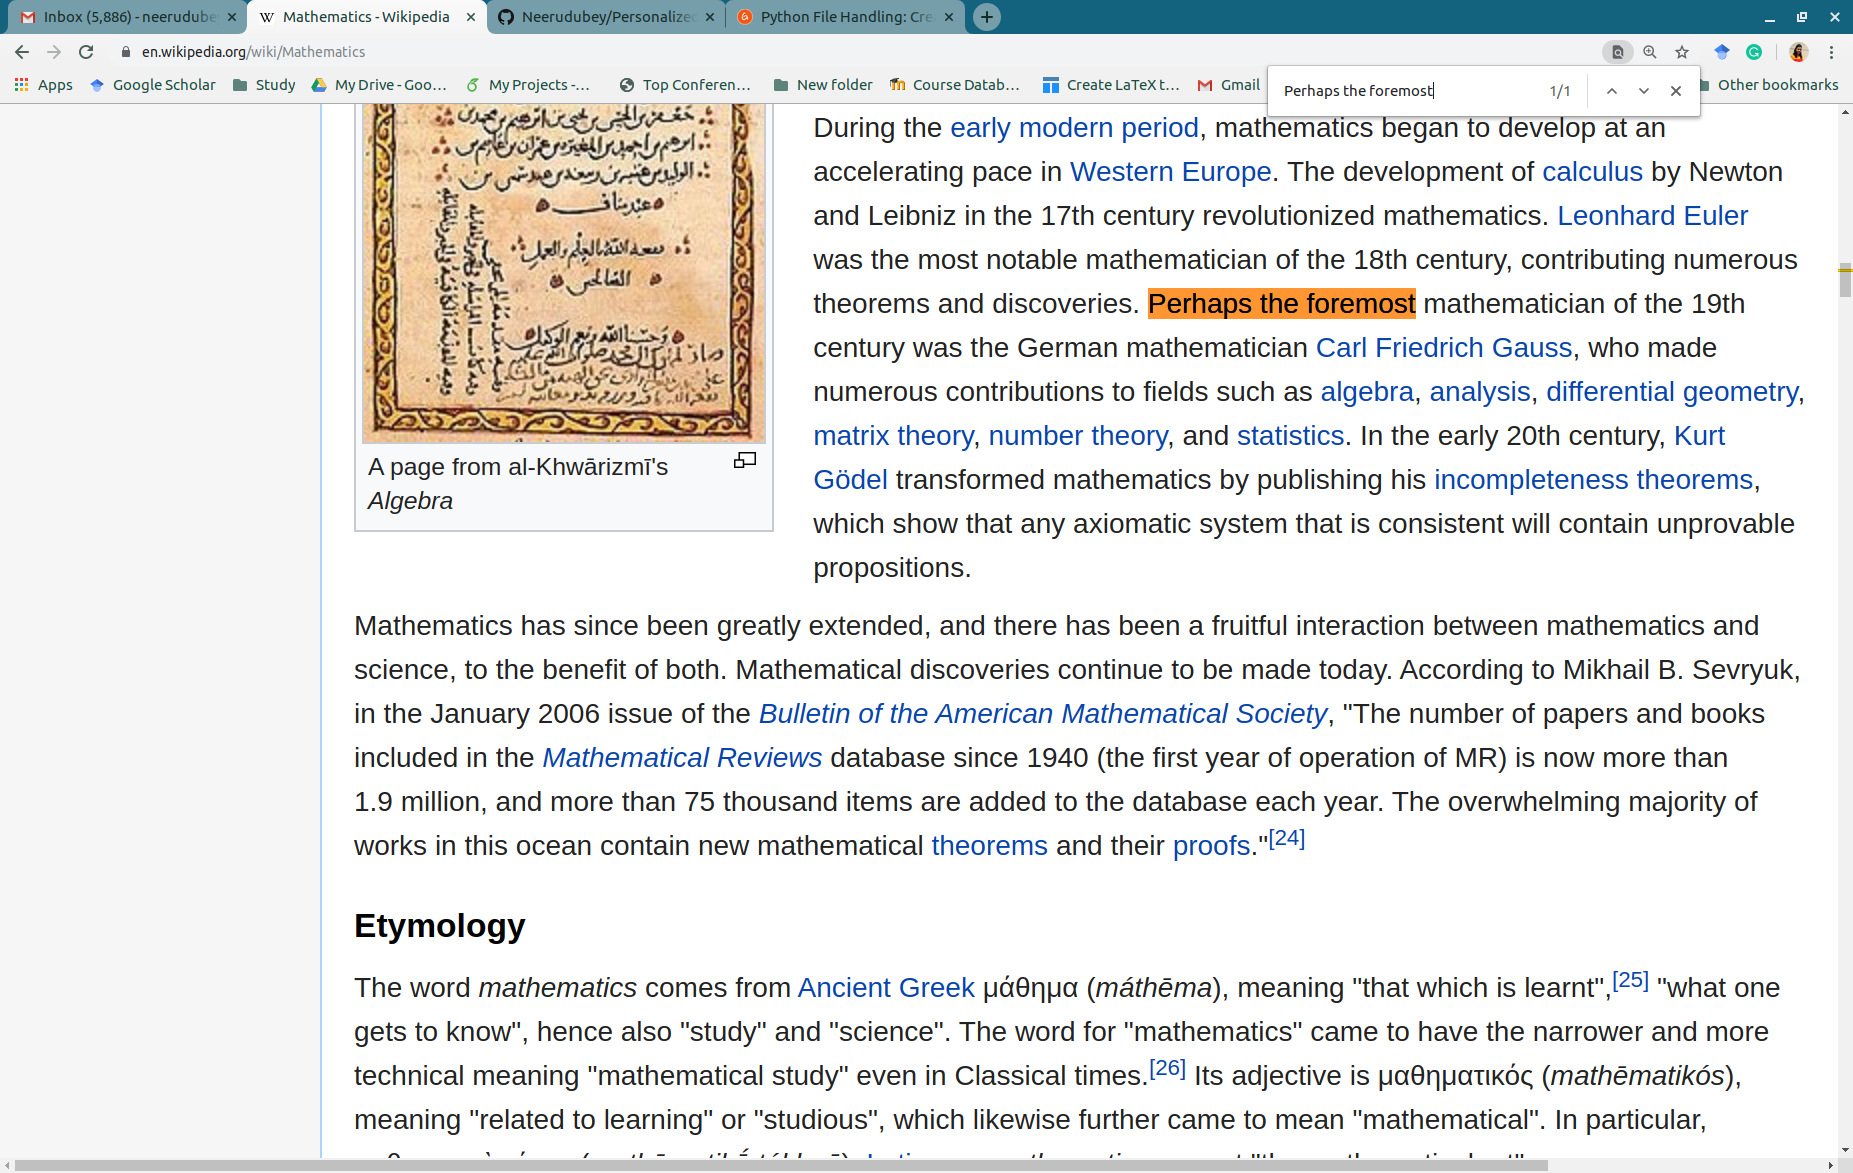 Inbox (5,886) - neerudube
Mathematics - Wikipedia
Neerudubey/Personalized
Python File Handling: Cre
en.wikipedia.org/wiki/Mathematics
Apps
Google Scholar
Study
My Drive - Goo...
My Projects -...
Top Conferen...
New folder
Course Datab...
Create LaTeX t...
Gmail
Perhaps the foremost
1/1
Other bookmarks
A page from al-Khwārizmī's
Algebra
During the early modern period, mathematics began to develop at an
accelerating pace in Western Europe. The development of calculus by Newton
and Leibniz in the 17th century revolutionized mathematics. Leonhard Euler
was the most notable mathematician of the 18th century, contributing numerous
theorems and discoveries. Perhaps the foremost mathematician of the 19th
century was the German mathematician Carl Friedrich Gauss, who made
numerous contributions to fields such as algebra, analysis, differential geometry,
matrix theory, number theory, and statistics. In the early 20th century, Kurt
Gödel transformed mathematics by publishing his incompleteness theorems,
which show that any axiomatic system that is consistent will contain unprovable
propositions.
Mathematics has since been greatly extended, and there has been a fruitful interaction between mathematics and
science, to the benefit of both. Mathematical discoveries continue to be made today. According to Mikhail B. Sevryuk,
in the January 2006 issue of the Bulletin of the American Mathematical Society, "The number of papers and books
included in the Mathematical Reviews database since 1940 (the first year of operation of MR) is now more than
1.9 million, and more than 75 thousand items are added to the database each year. The overwhelming majority of
works in this ocean contain new mathematical theorems and their proofs."[24]
Etymology
The word mathematics comes from Ancient Greek μάθημα (máthēma), meaning "that which is learnt",[25] "what one
gets to know", hence also "study" and "science". The word for "mathematics" came to have the narrower and more
technical meaning "mathematical study" even in Classical times.[26] Its adjective is μαθηματικός (mathēmatikós),
meaning "related to learning" or "studious", which likewise further came to mean "mathematical". In particular,